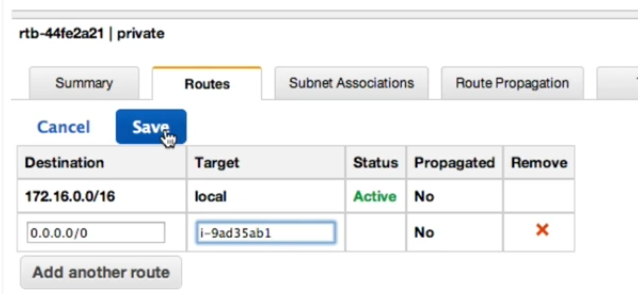 rtb-44fe2a21 | private
Summary Routes Subnet Associations Route Propagation
Cancel Save
Destination Target Status Propagated Remove
172.16.0.0/16 local Active No
0.0.0.0/0 i-9ad35ab1 No
Add another route